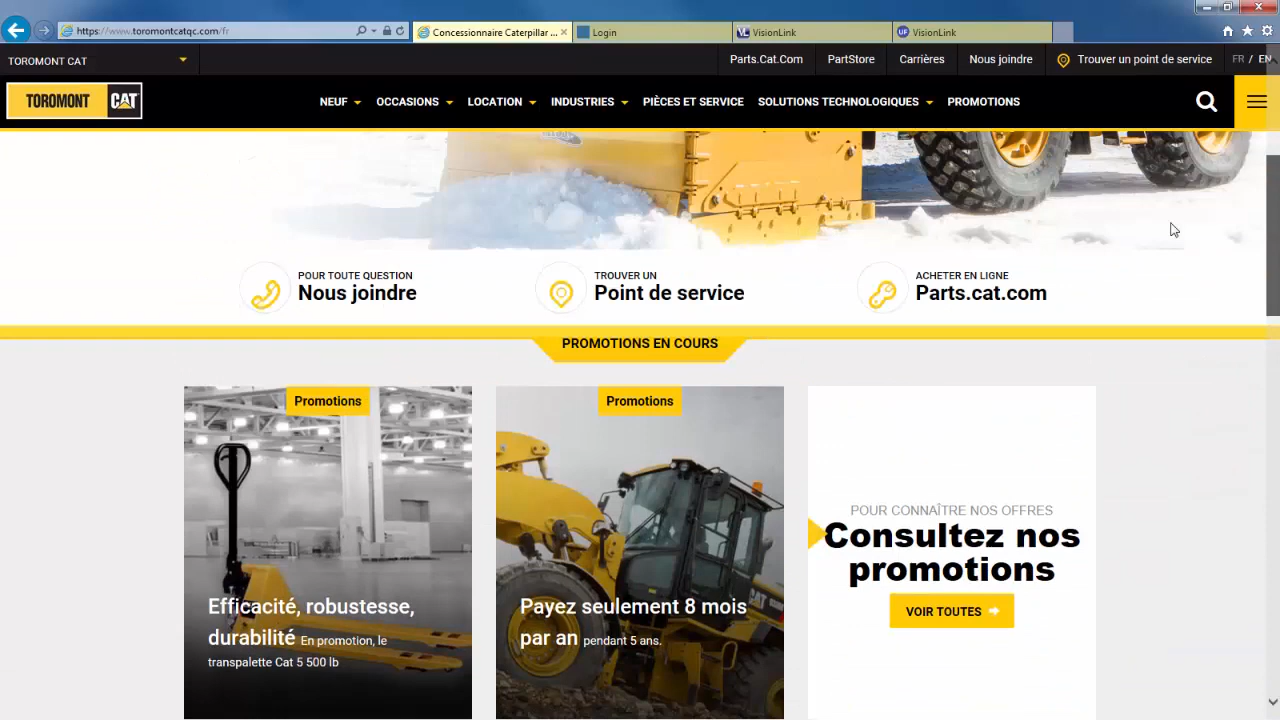 https://www.toromontcatqc.com/fr
Concessionnaire Caterpillar ...
Login
VL VisionLink
UF VisionLink
TOROMONT CAT
Parts.Cat.Com
PartStore
Carrières
Nous joindre
Trouver un point de service
FR / EN
TOROMONT CAT
NEUF
OCCASIONS
LOCATION
INDUSTRIES
PIÈCES ET SERVICE
SOLUTIONS TECHNOLOGIQUES
PROMOTIONS
POUR TOUTE QUESTION
Nous joindre
TROUVER UN
Point de service
ACHETER EN LIGNE
Parts.cat.com
PROMOTIONS EN COURS
Promotions
Efficacité, robustesse,
durabilité En promotion, le
transpalette Cat 5 500 lb
Promotions
CAT
Payez seulement 8 mois
par an pendant 5 ans.
POUR CONNAÎTRE NOS OFFRES
Consultez nos
promotions
VOIR TOUTES